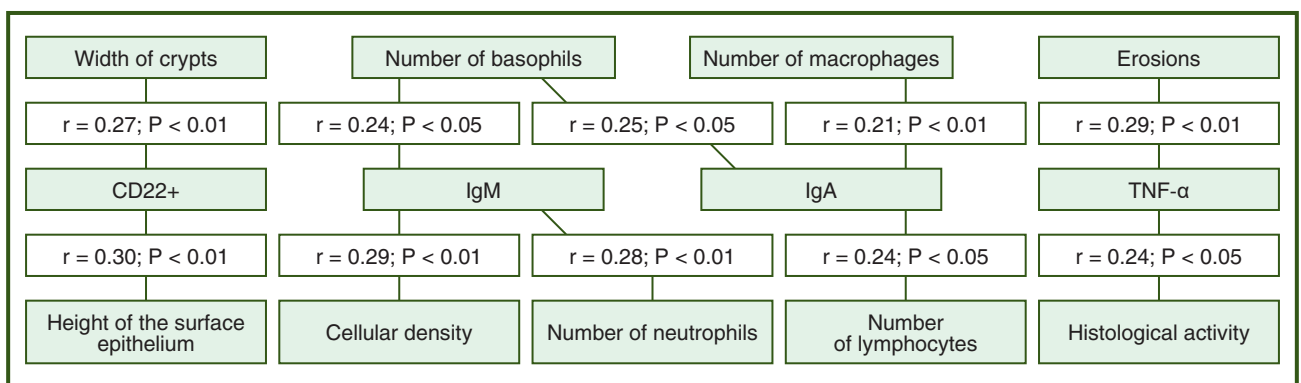 Width of crypts
Number of basophils
Number of macrophages
Erosions
r = 0.27; P < 0.01
r = 0.24; P < 0.05
r = 0.25; P < 0.05
r = 0.21; P < 0.01
r = 0.29; P < 0.01
CD22+
IgM
IgA
TNF-α
r = 0.30; P < 0.01
r = 0.29; P < 0.01
r = 0.28; P < 0.01
r = 0.24; P < 0.05
r = 0.24; P < 0.05
Height of the surface
epithelium
Cellular density
Number of neutrophils
Number
of lymphocytes
Histological activity